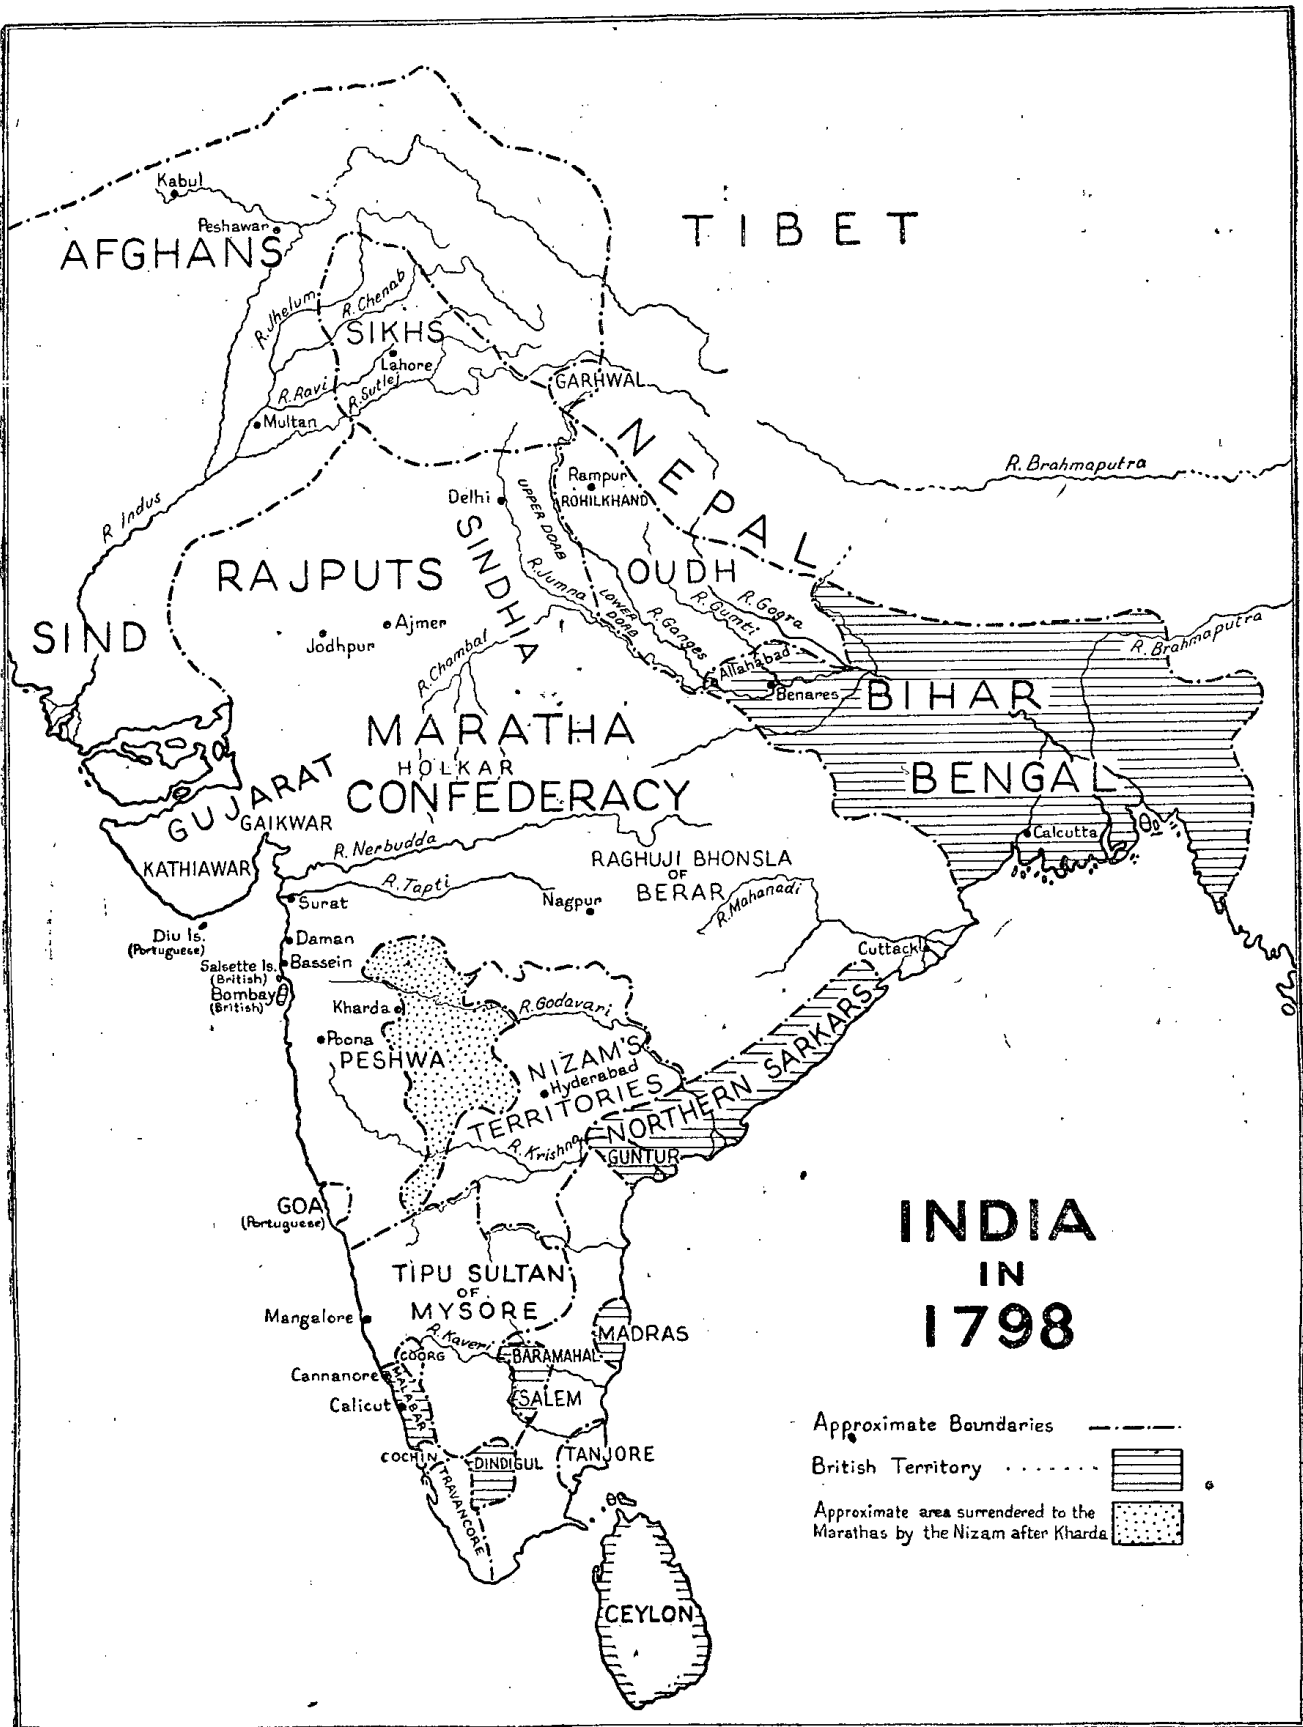 Kabul
Peshawar
AFGHANS
TIBET
R. Jhelum
R. Chenab
SIKHS
Lahore
R. Ravi
R. Sutlej
Multan
GARHWAL
NEPAL
R. Brahmaputra
R Indus
Delhi
UPPER DOAB
Rampur
ROHILKHAND
SINDHIA
RAJPUTS
OUDH
R. Jumna
LOWER DOAB
R. Ganges
R. Gumti
R. Gogra
SIND
Ajmer
Jodhpur
R. Chambal
Allahabad
Benares
BIHAR
R. Brahmaputra
MARATHA
HOLKAR
CONFEDERACY
BENGAL
Calcutta
GUJARAT
GAIKWAR
KATHIAWAR
R. Nerbudda
RAGHUJI BHONSLA
OF
BERAR
R. Tapti
Nagpur
R. Mahanadi
Surat
Diu Is.
(Portuguese)
Daman
Salsette Is.
(British)
Bassein
Bombay
(British)
Cuttack
Kharda
R. Godavari
Poona
PESHWA
NIZAM'S
Hyderabad
TERRITORIES
NORTHERN SARKARS
R. Krishna
GUNTUR
GOA
(Portuguese)
INDIA
IN
1798
TIPU SULTAN
OF
MYSORE
Mangalore
MADRAS
R. Kaveri
COORG
BARAMAHAL
Cannanore
MALABAR
SALEM
Calicut
COCHIN
DINDIGUL
TANJORE
TRAVANCORE
CEYLON
Approximate Boundaries
British Territory
Approximate area surrendered to the
Marathas by the Nizam after Kharda